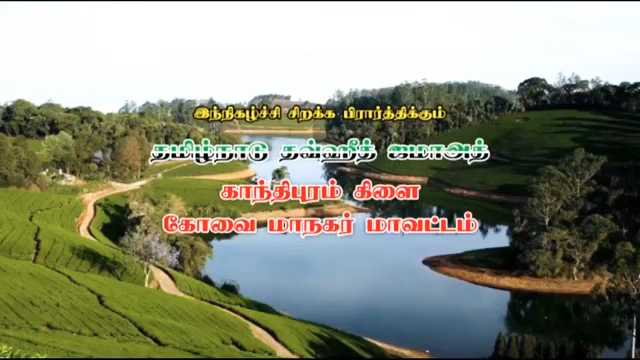 இந்நிகழ்ச்சி சிறக்க பிரார்த்திக்கும்
தமிழ்நாடு தவ்ஹீத் ஜமாஅத்
காந்திபுரம் கிளை
கோவை மாநகர் மாவட்டம்